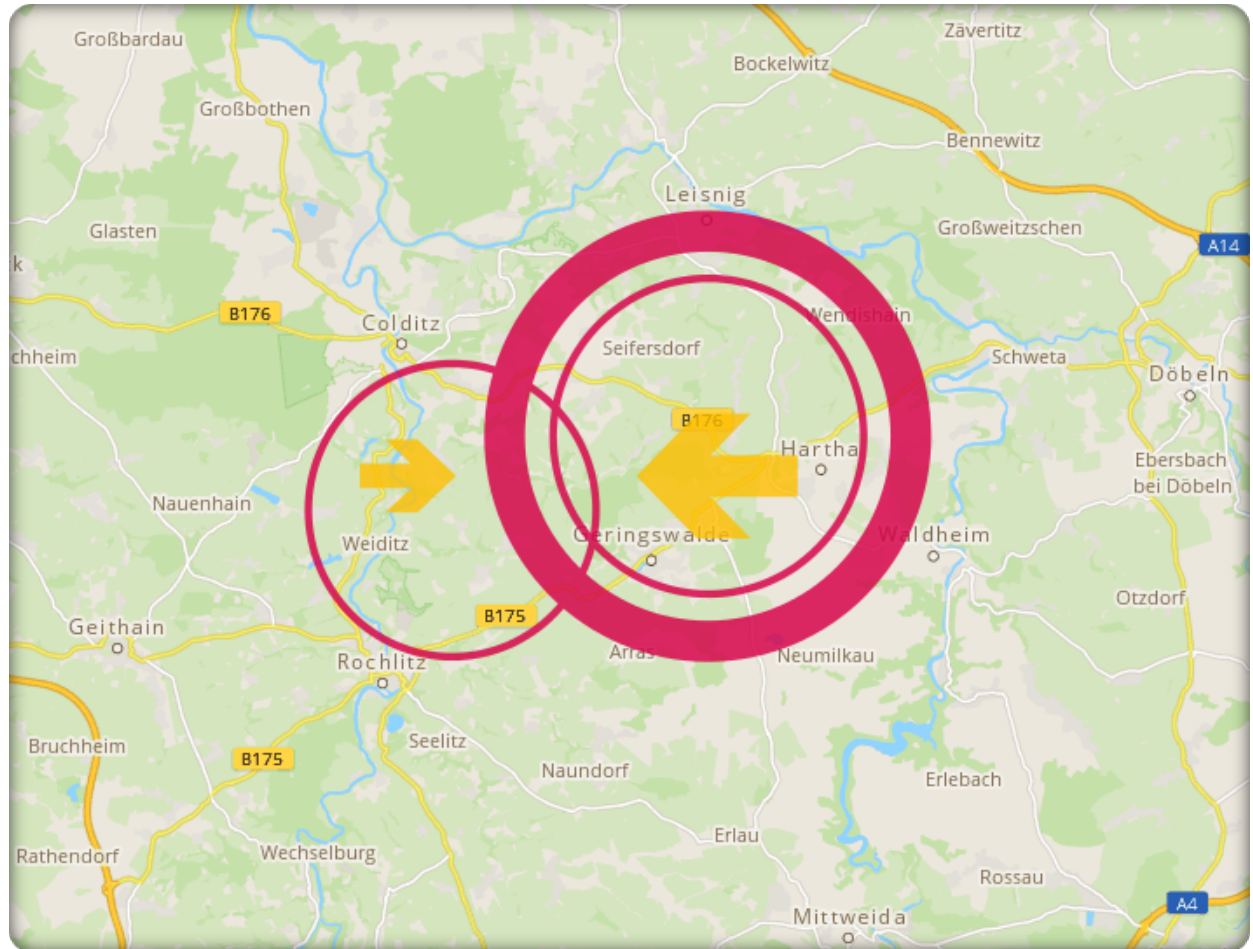 Großbardau
Zävertitz
Bockelwitz
Großbothen
Bennewitz
Leisnig
Glasten
Großweitzschen
A14
k
B176
Wendishain
Colditz
Seifersdorf
chheim
Schweta
Döbeln
B176
Hartha
Ebersbach
bei Döbeln
Nauenhain
Geringswalde
Waldheim
Weiditz
Otzdorf
B175
Geithain
Arras
Neumilkau
Rochlitz
Seelitz
Bruchheim
B175
Naundorf
Erlebach
Erlau
Rathendorf
Wechselburg
Rossau
A4
Mittweida